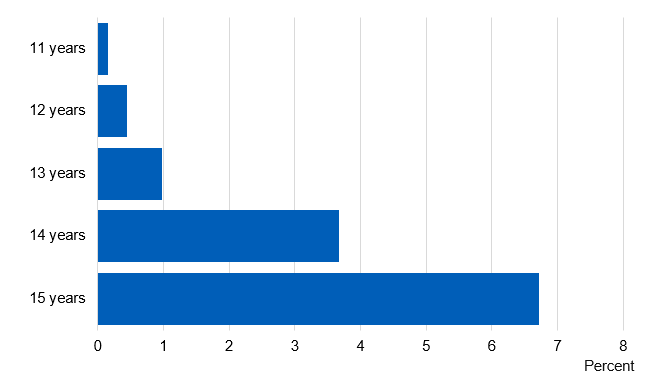 11 years
12 years
13 years
14 years
15 years
0 1 2 3 4 5 6 7 8
Percent